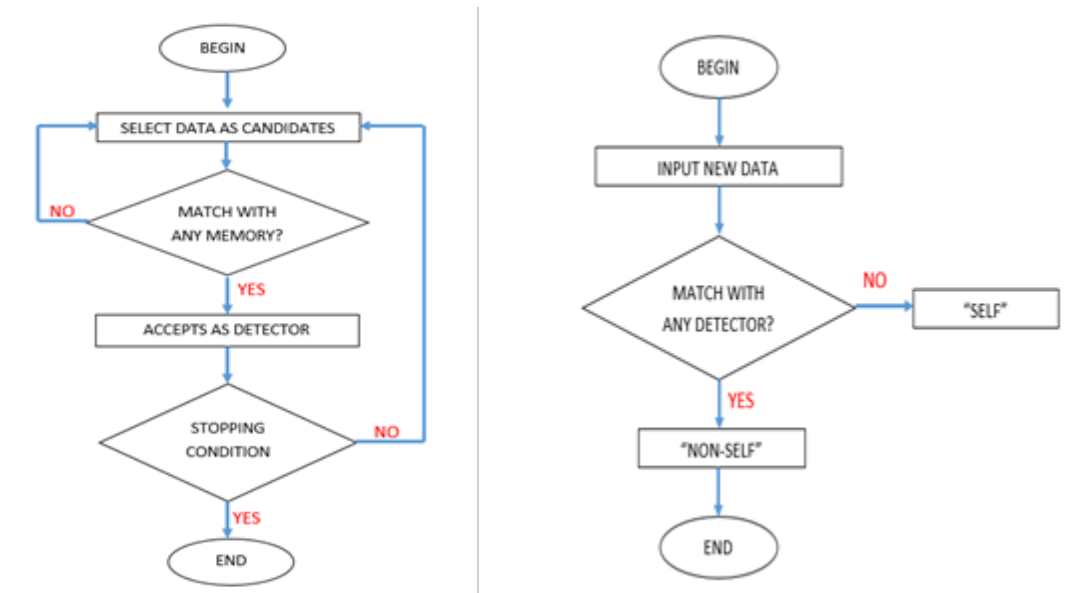 BEGIN
SELECT DATA AS CANDIDATES
NO
MATCH WITH
ANY MEMORY?
YES
ACCEPTS AS DETECTOR
STOPPING
CONDITION
NO
YES
END
BEGIN
INPUT NEW DATA
MATCH WITH
ANY DETECTOR?
NO
“SELF”
YES
“NON-SELF”
END